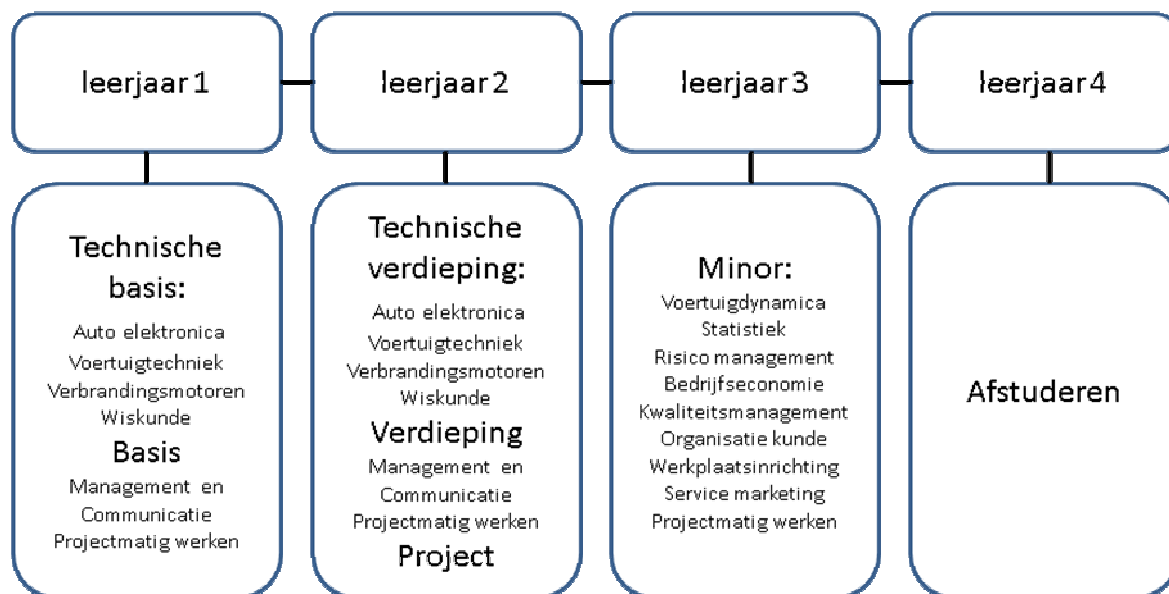 leerjaar 1
leerjaar 2
leerjaar 3
leerjaar 4
Technische
basis:
Auto elektronica
Voertuigtechniek
Verbrandingsmotoren
Wiskunde
Basis
Management en
Communicatie
Projectmatig werken
Technische
verdieping:
Auto elektronica
Voertuigtechniek
Verbrandingsmotoren
Wiskunde
Verdieping
Management en
Communicatie
Projectmatig werken
Project
Minor:
Voertuigdynamica
Statistiek
Risico management
Bedrijfseconomie
Kwaliteitsmanagement
Organisatie kunde
Werkplaatsinrichting
Service marketing
Projectmatig werken
Afstuderen